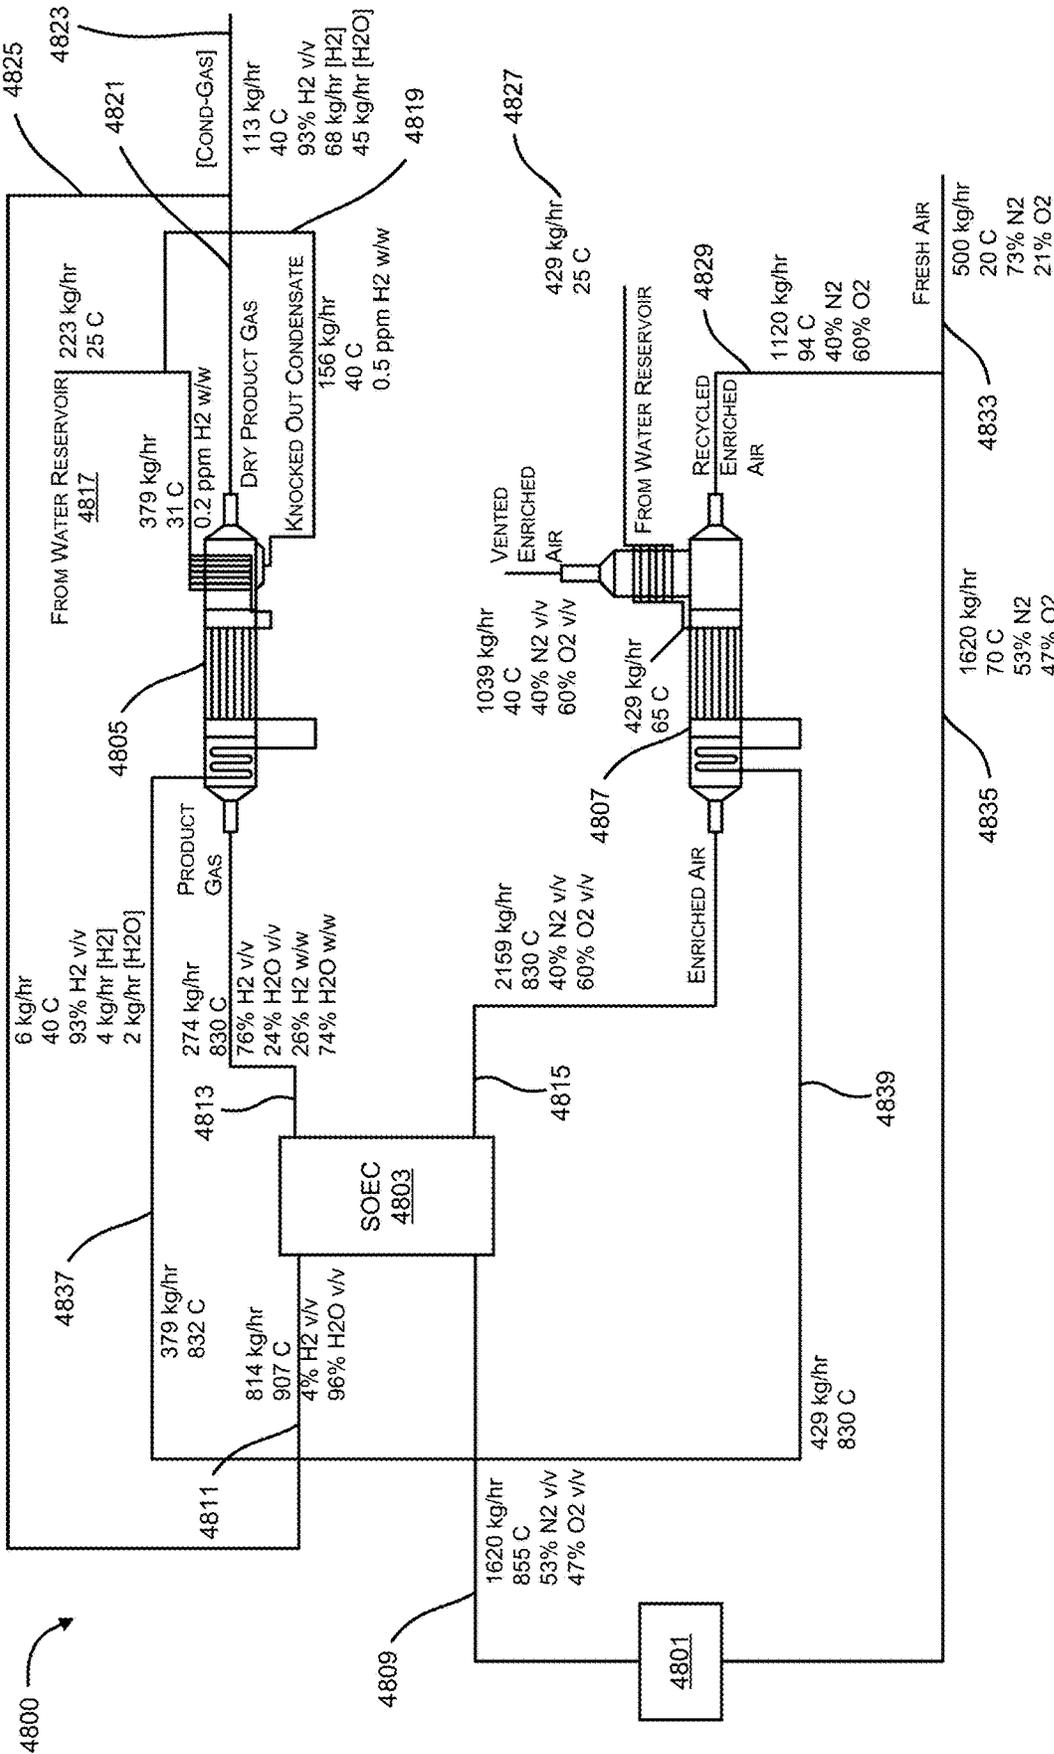 4800
4825
4823
4821
4819
[COND-GAS]
113 kg/hr
40 C
93% H2 v/v
68 kg/hr [H2]
45 kg/hr [H2O]
FROM WATER RESERVOIR
4817
223 kg/hr
25 C
379 kg/hr
31 C
0.2 ppm H2 w/w
DRY PRODUCT GAS
KNOCKED OUT CONDENSATE
156 kg/hr
40 C
0.5 ppm H2 w/w
4805
PRODUCT
GAS
6 kg/hr
40 C
93% H2 v/v
4 kg/hr [H2]
2 kg/hr [H2O]
274 kg/hr
830 C
76% H2 v/v
24% H2O v/v
26% H2 w/w
74% H2O w/w
4813
4837
379 kg/hr
832 C
814 kg/hr
907 C
4% H2 v/v
96% H2O v/v
4811
SOEC
4803
4815
2159 kg/hr
830 C
40% N2 v/v
60% O2 v/v
ENRICHED AIR
4807
1039 kg/hr
40 C
40% N2 v/v
60% O2 v/v
VENTED
ENRICHED
AIR
429 kg/hr
65 C
FROM WATER RESERVOIR
429 kg/hr
25 C
4827
RECYCLED
ENRICHED
AIR
4829
1120 kg/hr
94 C
40% N2
60% O2
FRESH AIR
500 kg/hr
20 C
73% N2
21% O2
4833
1620 kg/hr
70 C
53% N2
47% O2
4835
4839
429 kg/hr
830 C
1620 kg/hr
855 C
53% N2 v/v
47% O2 v/v
4809
4801